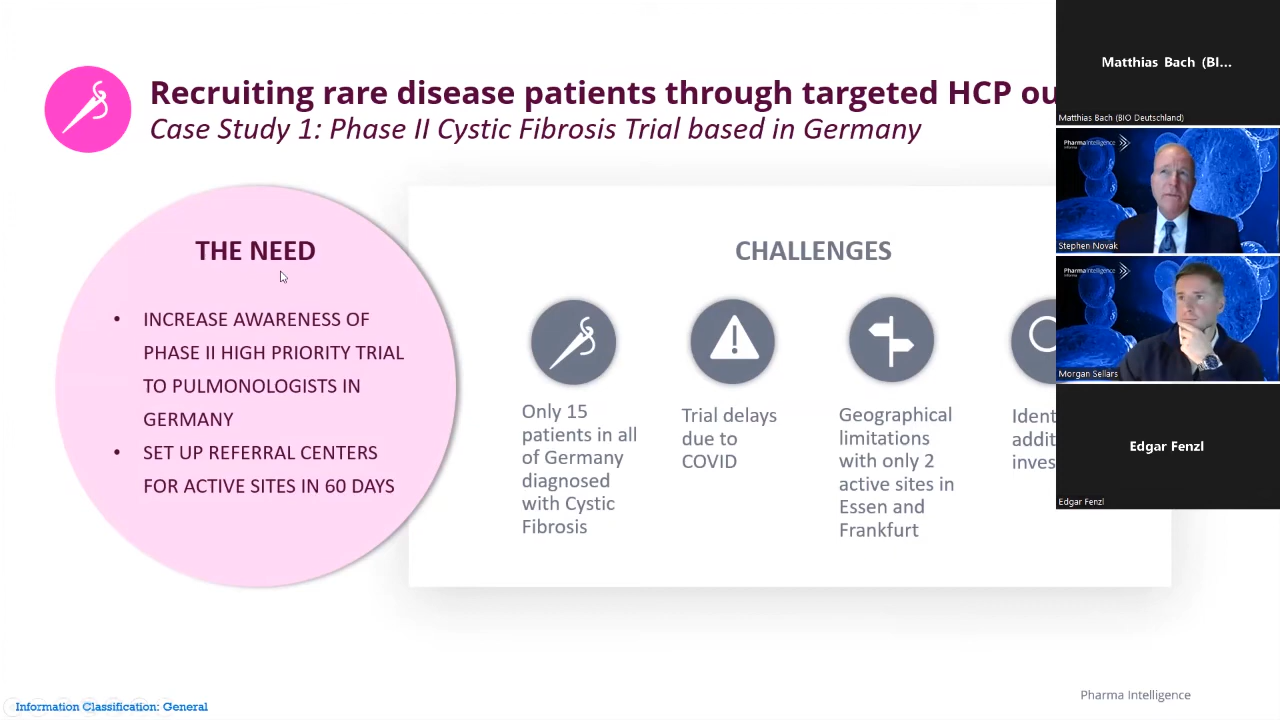 Recruiting rare disease patients through targeted HCP ou
Case Study 1: Phase II Cystic Fibrosis Trial based in Germany
THE NEED
• INCREASE AWARENESS OF
PHASE II HIGH PRIORITY TRIAL
TO PULMONOLOGISTS IN
GERMANY
• SET UP REFERRAL CENTERS
FOR ACTIVE SITES IN 60 DAYS
CHALLENGES
Only 15
patients in all
of Germany
diagnosed
with Cystic
Fibrosis
Trial delays
due to
COVID
Geographical
limitations
with only 2
active sites in
Essen and
Frankfurt
Ident
addit
inves
Matthias Bach (BI...
Matthias Bach (BIO Deutschland)
PharmaIntelligence
informa
Stephen Novak
PharmaIntelligence
informa
Morgan Sellars
Edgar Fenzl
Edgar Fenzl
Pharma Intelligence
Information Classification: General